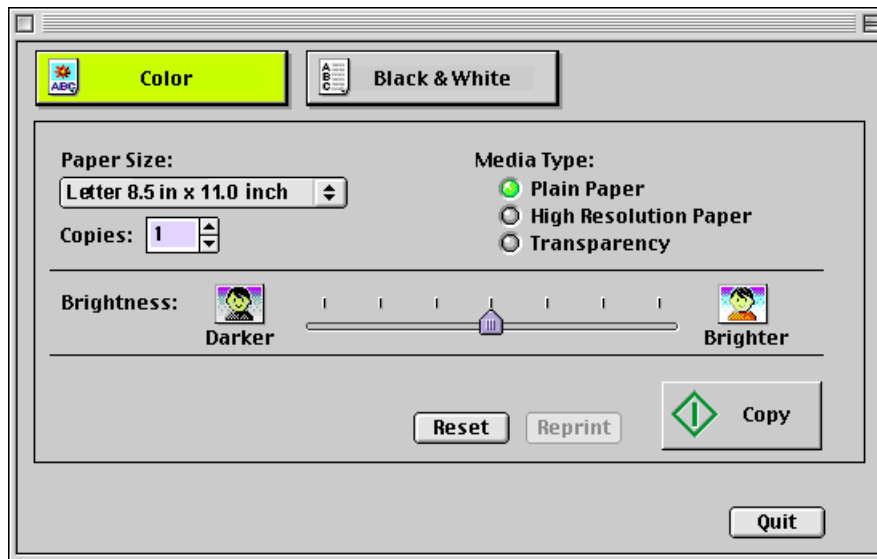 ABC Color
A B C Black & White
Paper Size:
Letter 8.5 in x 11.0 inch
Copies: 1
Media Type:
Plain Paper
High Resolution Paper
Transparency
Brightness:
Darker
Brighter
Reset
Reprint
Copy
Quit